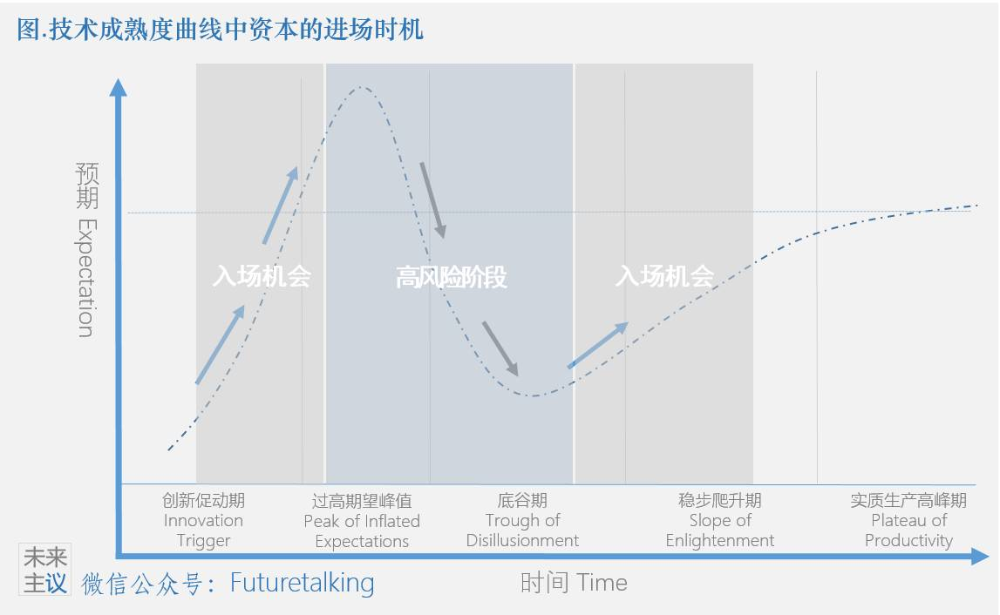 图.技术成熟度曲线中资本的进场时机
预期 Expectation
入场机会
高风险阶段
入场机会
创新促动期
Innovation
Trigger
过高期望峰值
Peak of Inflated
Expectations
底谷期
Trough of
Disillusionment
稳步爬升期
Slope of
Enlightenment
实质生产高峰期
Plateau of
Productivity
未来
主议
微信公众号：Futuretalking
时间 Time